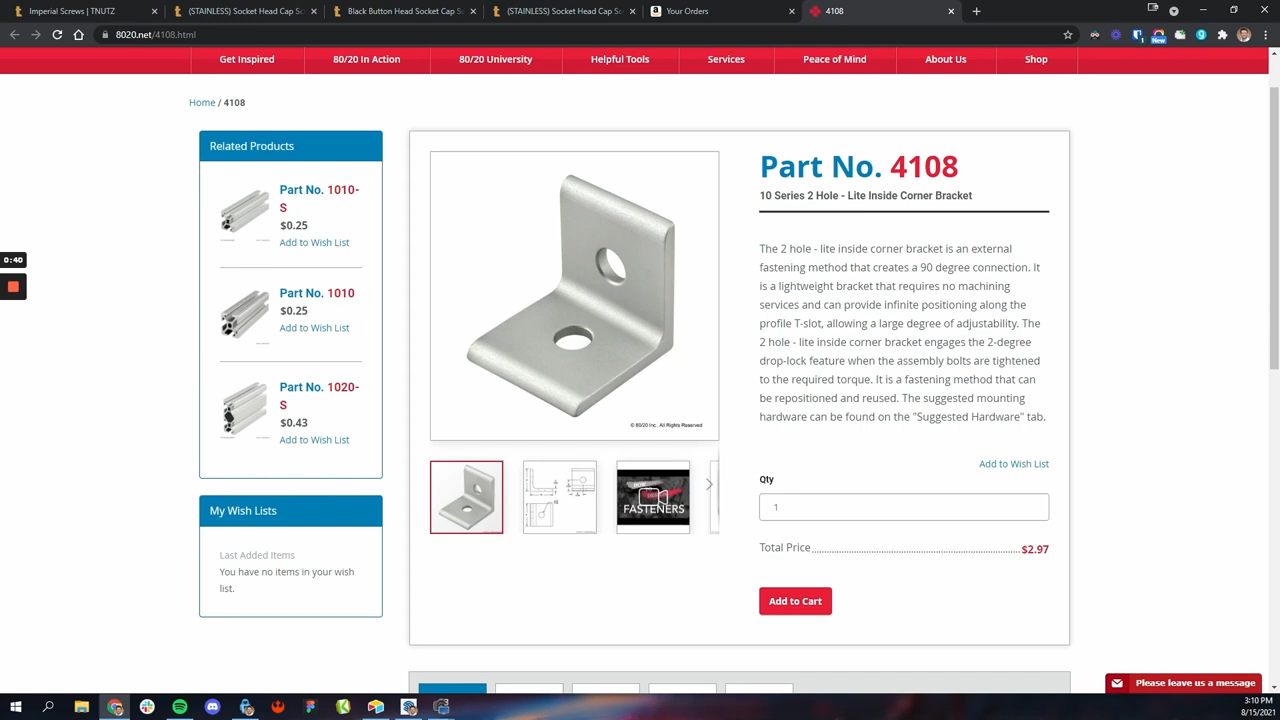 Imperial Screws | TNUTZ
(STAINLESS) Socket Head Cap Sc
Black Button Head Socket Cap S
(STAINLESS) Socket Head Cap Sc
Your Orders
4108
8020.net/4108.html
New
Get Inspired
80/20 In Action
80/20 University
Helpful Tools
Services
Peace of Mind
About Us
Shop
Home / 4108
Related Products
Part No. 1010-
S
$0.25
Add to Wish List
Part No. 1010
$0.25
Add to Wish List
Part No. 1020-
S
$0.43
Add to Wish List
My Wish Lists
Last Added Items
You have no items in your wish
list.
0:40
© 80/20 Inc. All Rights Reserved
FASTENERS
Part No. 4108
10 Series 2 Hole - Lite Inside Corner Bracket
The 2 hole - lite inside corner bracket is an external
fastening method that creates a 90 degree connection. It
is a lightweight bracket that requires no machining
services and can provide infinite positioning along the
profile T-slot, allowing a large degree of adjustability. The
2 hole - lite inside corner bracket engages the 2-degree
drop-lock feature when the assembly bolts are tightened
to the required torque. It is a fastening method that can
be repositioned and reused. The suggested mounting
hardware can be found on the "Suggested Hardware" tab.
Add to Wish List
Qty
1
Total Price
$2.97
Add to Cart
Please leave us a message
3:10 PM
8/15/2021